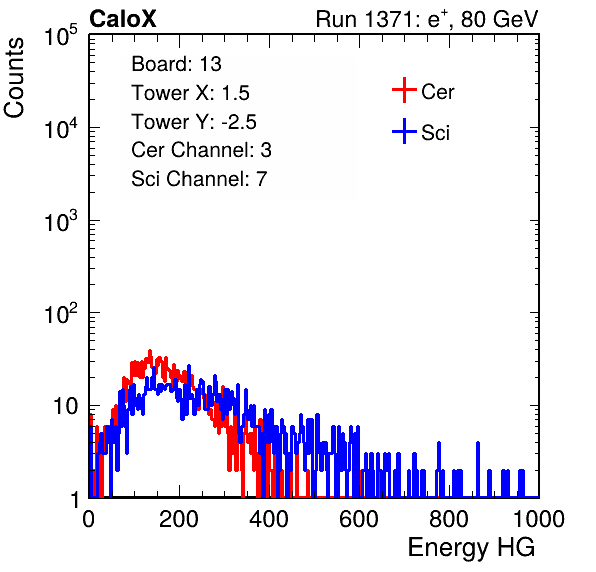 CaloX Run 1371: e⁺, 80 GeV
Counts
10⁵
10⁴
10³
10²
10
1
Board: 13
Tower X: 1.5
Tower Y: -2.5
Cer Channel: 3
Sci Channel: 7
Cer
Sci
0 200 400 600 800 1000
Energy HG